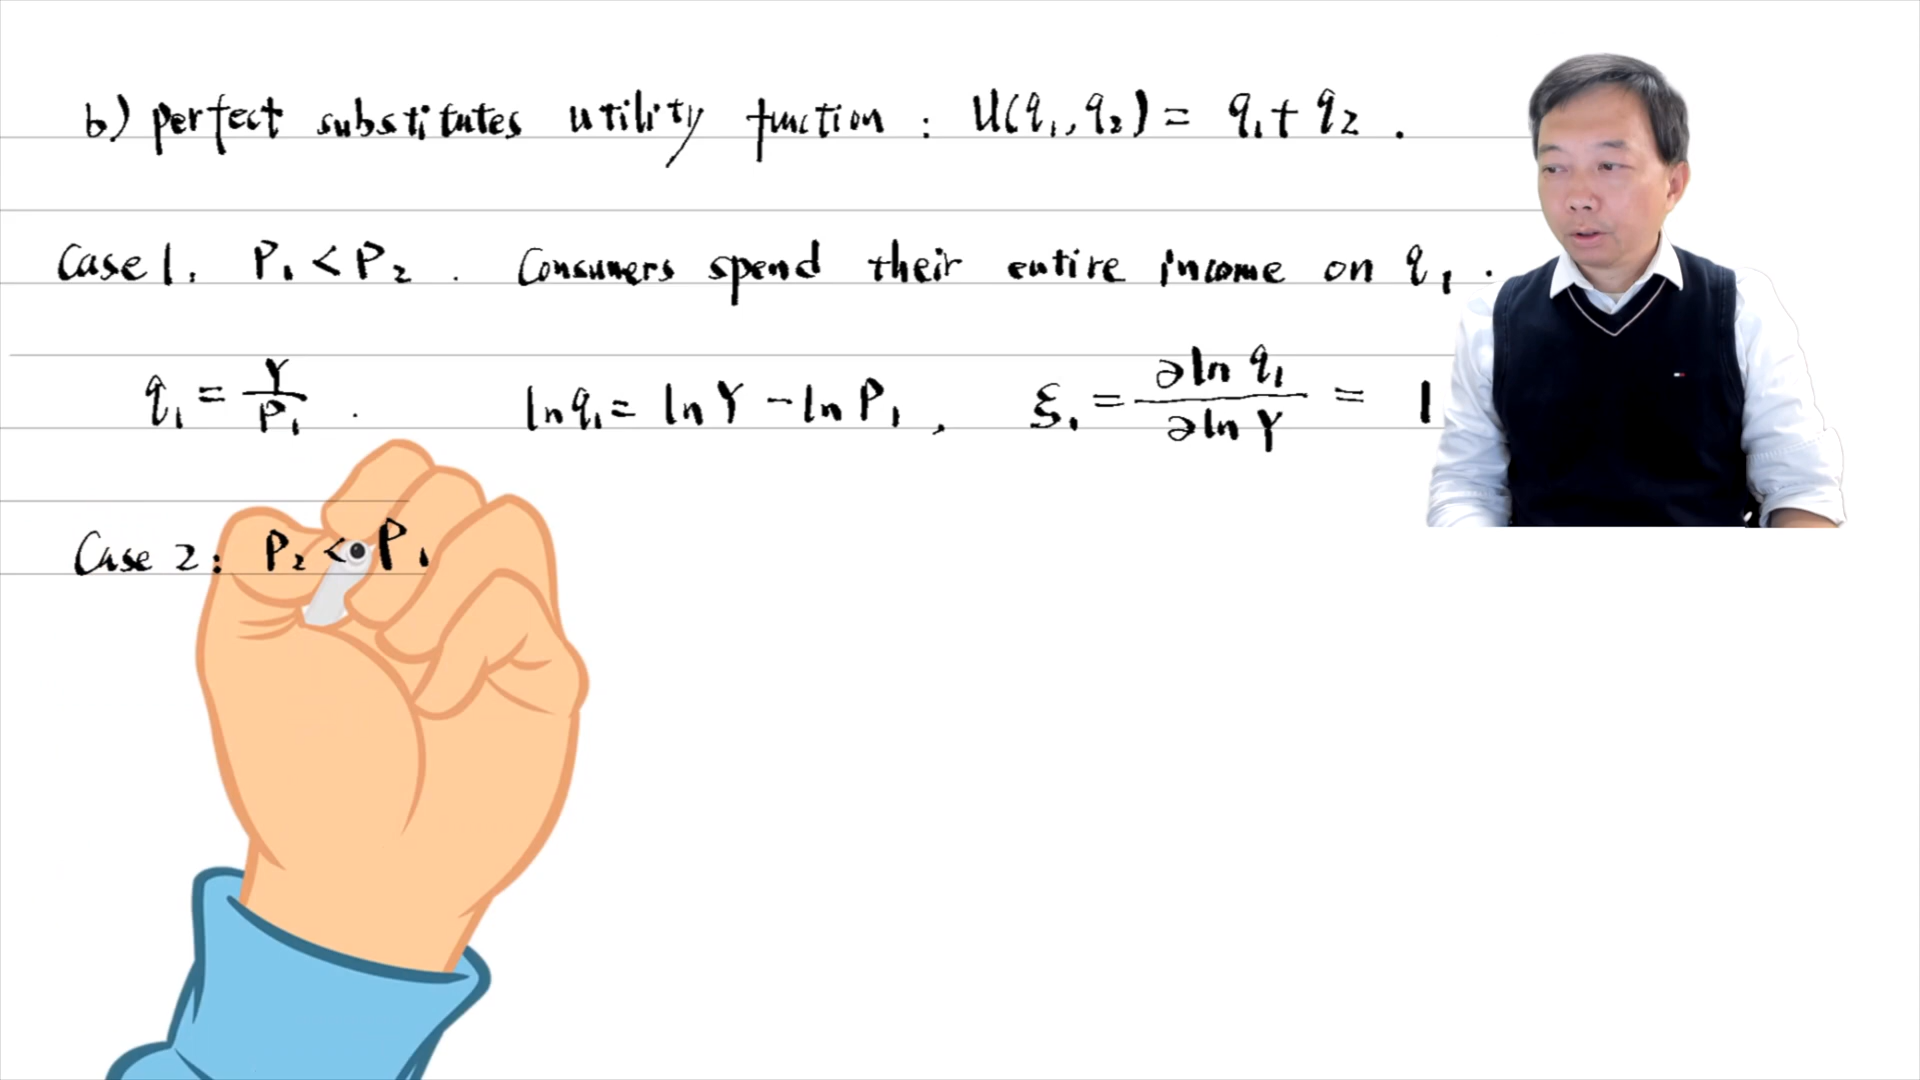 b) perfect substitutes utility function : U(q₁, q₂) = q₁ + q₂ .
Case 1. P₁ < P₂ . Consumers spend their entire income on q₁ .
q₁ = Y/P₁ . ln q₁ = ln Y - ln P₁ , ξ₁ = ∂ln q₁/∂ln Y = 1
Case 2: P₂ < P₁